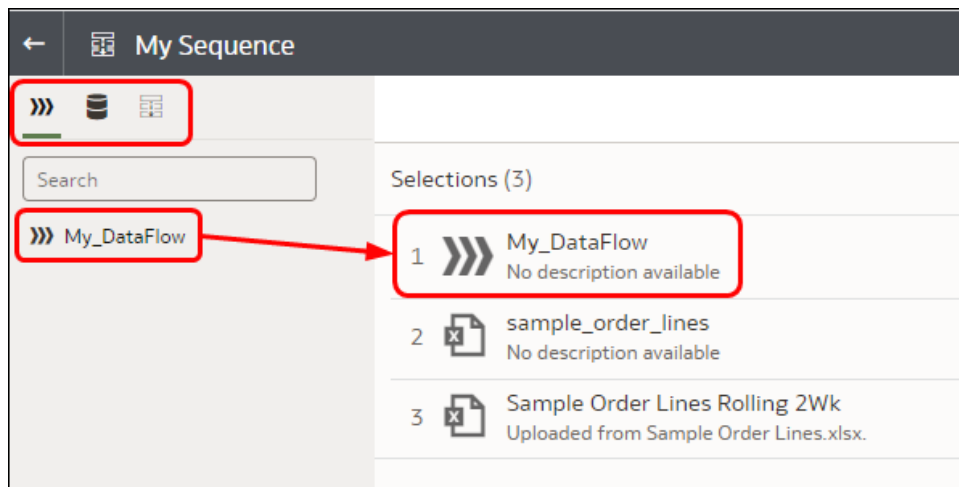 My Sequence
Search
My_DataFlow
Selections (3)
1 My_DataFlow
No description available
2 sample_order_lines
No description available
3 Sample Order Lines Rolling 2Wk
Uploaded from Sample Order Lines.xlsx.